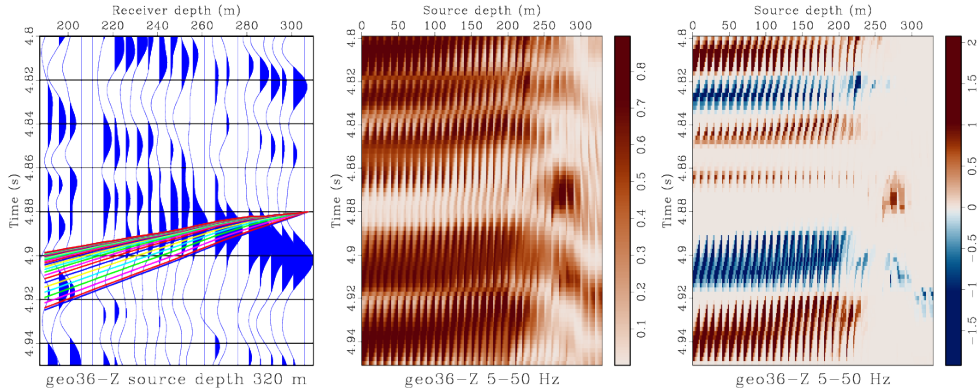 Receiver depth (m)
200 220 240 260 280 300
Time (s)
4.8 4.82 4.84 4.86 4.88 4.9 4.92 4.94
geo36-Z source depth 320 m
Source depth (m)
0 50 100 150 200 250 300
Time (s)
4.8 4.82 4.84 4.86 4.88 4.9 4.92 4.94
geo36-Z 5-50 Hz
0.8
0.7
0.6
0.5
0.4
0.3
0.2
0.1
Source depth (m)
0 50 100 150 200 250 300
Time (s)
4.8 4.82 4.84 4.86 4.88 4.9 4.92 4.94
geo36-Z 5-50 Hz
2
1.5
1
0.5
0
-0.5
-1
-1.5